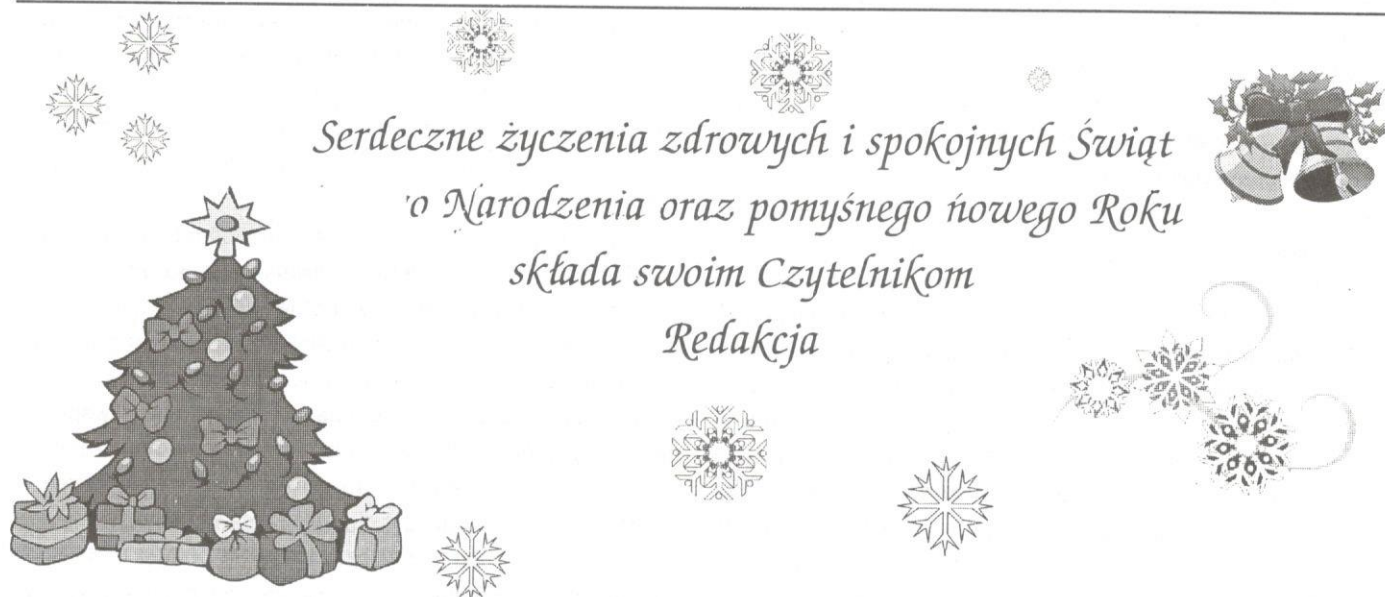 Serdeczne życzenia zdrowych i spokojnych Świąt
'o Narodzenia oraz pomyśnego nowego Roku
składa swoim Czytelnikom
Redakcja